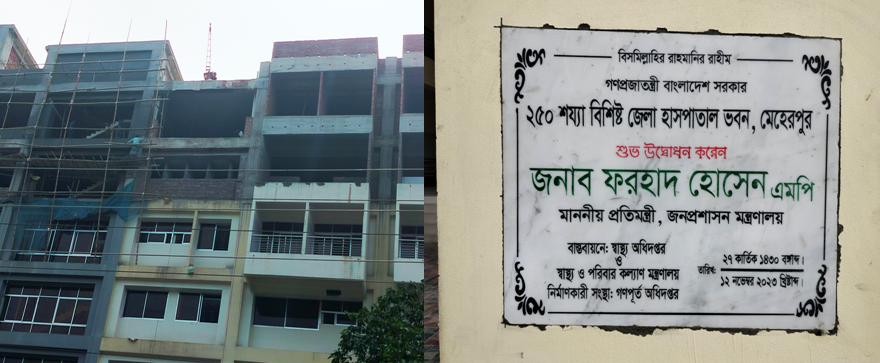 বিসমিল্লাহির রাহমানির রাহীম
গণপ্রজাতন্ত্রী বাংলাদেশ সরকার
২৫০ শয্যা বিশিষ্ট জেলা হাসপাতাল ভবন, মেহেরপুর
শুভ উদ্বোধন করেন
জনাব ফরহাদ হোসেন এমপি
মাননীয় প্রতিমন্ত্রী, জনপ্রশাসন মন্ত্রণালয়
বাস্তবায়নে: স্বাস্থ্য অধিদপ্তর
ও
স্বাস্থ্য ও পরিবার কল্যাণ মন্ত্রণালয়
নির্মাণকারী সংস্থা: গণপূর্ত অধিদপ্তর
তারিখ: ২৭ কার্তিক ১৪৩০ বঙ্গাব্দ।
১২ নভেম্বর ২০২৩ খ্রিষ্টাব্দ।